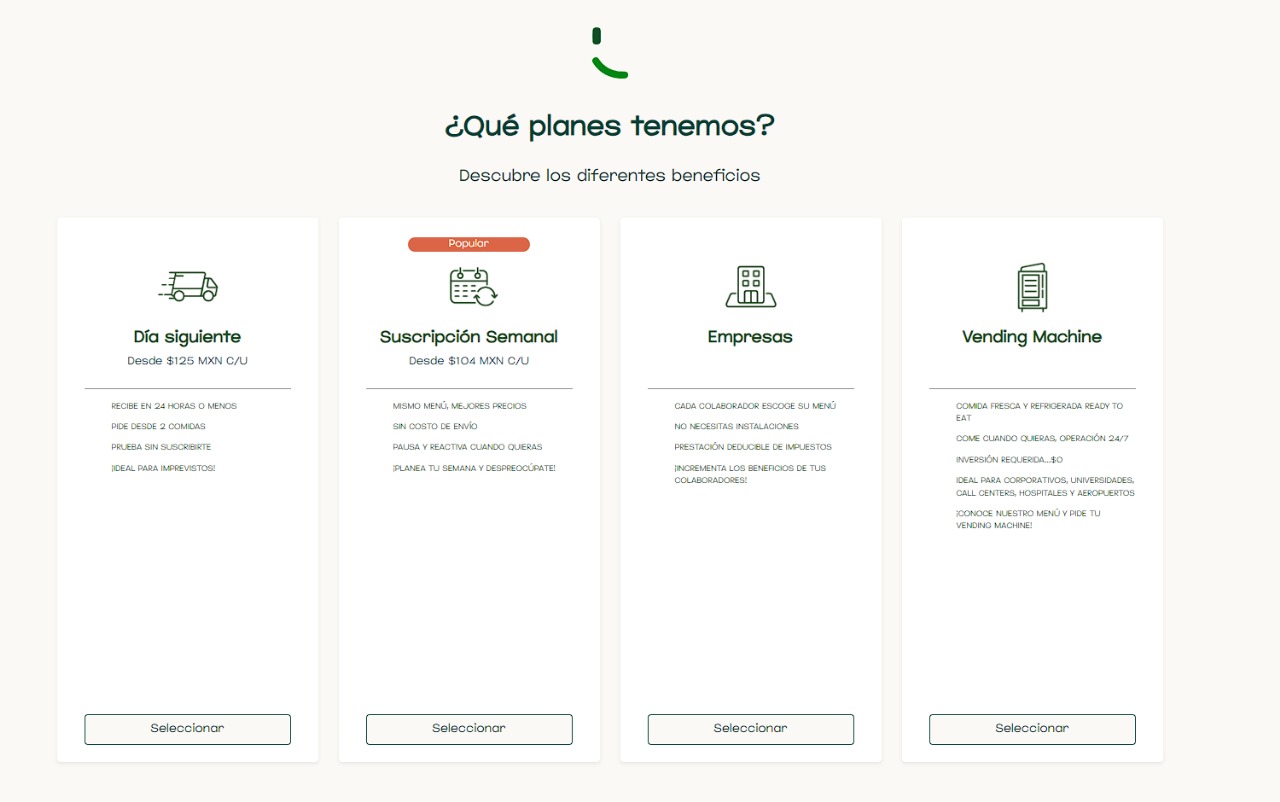 ¿Qué planes tenemos?
Descubre los diferentes beneficios
Día siguiente
Desde $125 MXN C/U
RECIBE EN 24 HORAS O MENOS
PIDE DESDE 2 COMIDAS
PRUEBA SIN SUSCRIBIRTE
¡IDEAL PARA IMPREVISTOS!
Seleccionar
Popular
Suscripción Semanal
Desde $104 MXN C/U
MISMO MENÚ, MEJORES PRECIOS
SIN COSTO DE ENVÍO
PAUSA Y REACTIVA CUANDO QUIERAS
¡PLANEA TU SEMANA Y DESPREOCÚPATE!
Seleccionar
Empresas
CADA COLABORADOR ESCOGE SU MENÚ
NO NECESITAS INSTALACIONES
PRESTACIÓN DEDUCIBLE DE IMPUESTOS
¡INCREMENTA LOS BENEFICIOS DE TUS
COLABORADORES!
Seleccionar
Vending Machine
COMIDA FRESCA Y REFRIGERADA READY TO
EAT
COME CUANDO QUIERAS, OPERACIÓN 24/7
INVERSIÓN REQUERIDA...$0
IDEAL PARA CORPORATIVOS, UNIVERSIDADES,
CALL CENTERS, HOSPITALES Y AEROPUERTOS
¡CONOCE NUESTRO MENÚ Y PIDE TU
VENDING MACHINE!
Seleccionar